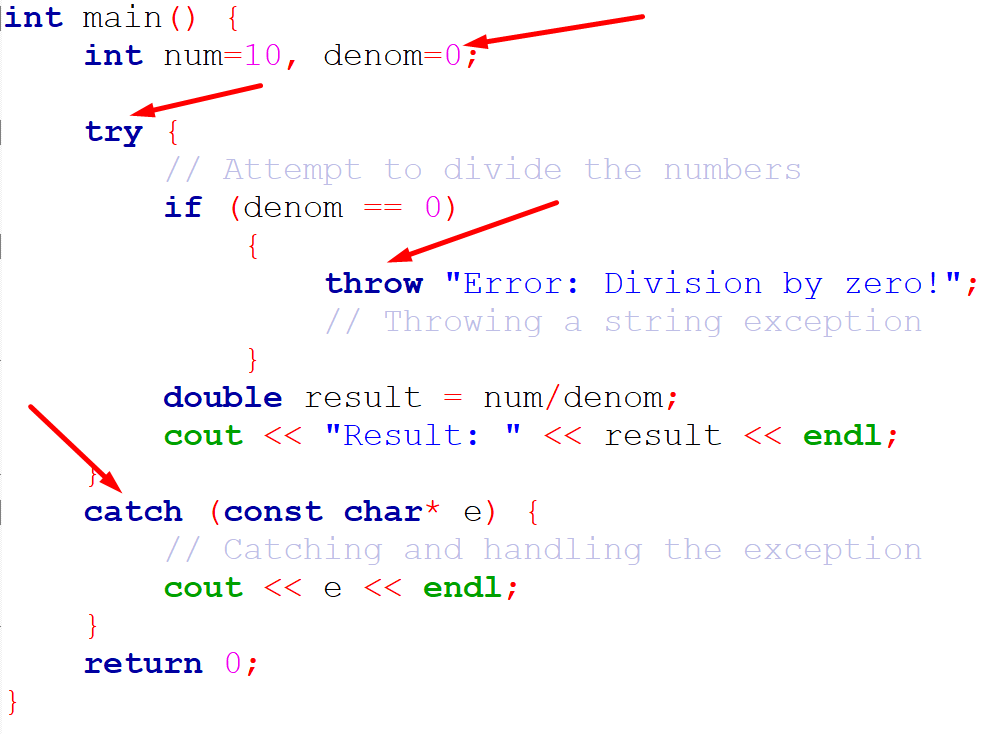 int main() {
    int num=10, denom=0;
    try {
        // Attempt to divide the numbers
        if (denom == 0)
            {
                throw "Error: Division by zero!";
                // Throwing a string exception
            }
        double result = num/denom;
        cout << "Result: " << result << endl;
    }
    catch (const char* e) {
        // Catching and handling the exception
        cout << e << endl;
    }
    return 0;
}